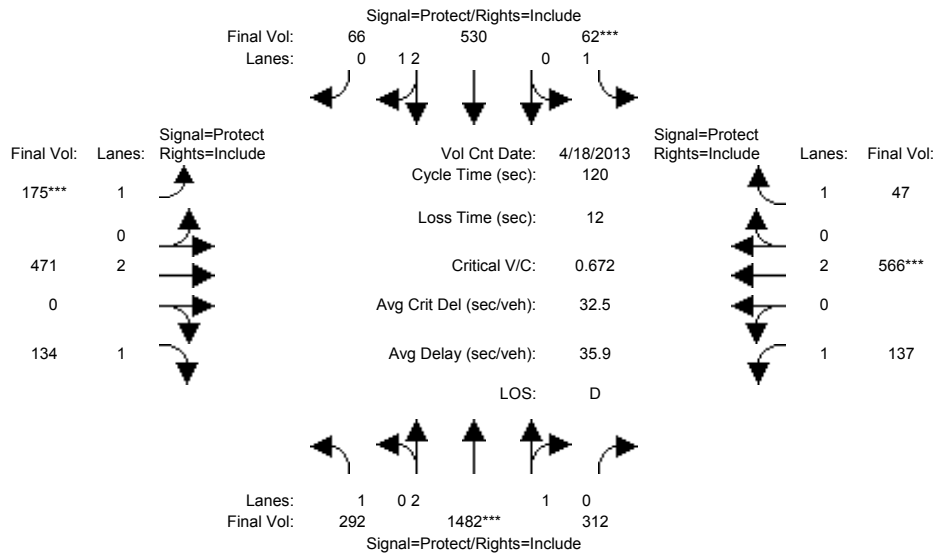 Signal=Protect/Rights=Include
Final Vol: 66 530 62***
Lanes: 0 1 2 0 1
Signal=Protect Signal=Protect
Final Vol: Lanes: Rights=Include Vol Cnt Date: 4/18/2013 Rights=Include Lanes: Final Vol:
Cycle Time (sec): 120
175*** 1 1 47
Loss Time (sec): 12
0 0
471 2 Critical V/C: 0.672 2 566***
0 Avg Crit Del (sec/veh): 32.5 0
134 1 Avg Delay (sec/veh): 35.9 1 137
LOS: D
Lanes: 1 0 2 1 0
Final Vol: 292 1482*** 312
Signal=Protect/Rights=Include